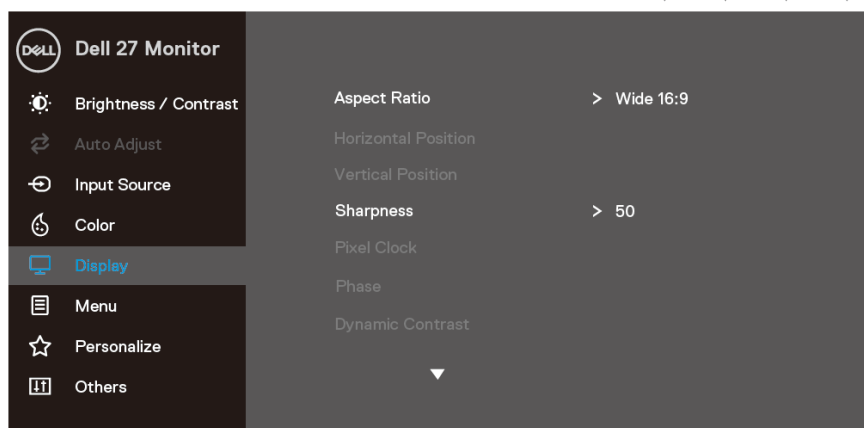 DELL Dell 27 Monitor
Brightness / Contrast
Auto Adjust
Input Source
Color
Display
Menu
Personalize
Others
Aspect Ratio > Wide 16:9
Horizontal Position
Vertical Position
Sharpness > 50
Pixel Clock
Phase
Dynamic Contrast